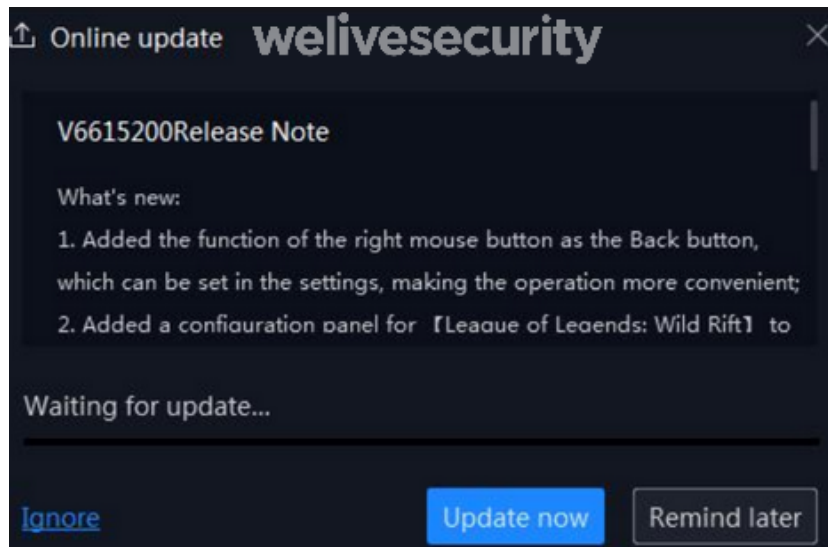 Online update
welivesecurity
V6615200Release Note
What's new:
1. Added the function of the right mouse button as the Back button,
which can be set in the settings, making the operation more convenient;
2. Added a configuration panel for 【League of Legends: Wild Rift】 to
Waiting for update...
Ignore
Update now
Remind later